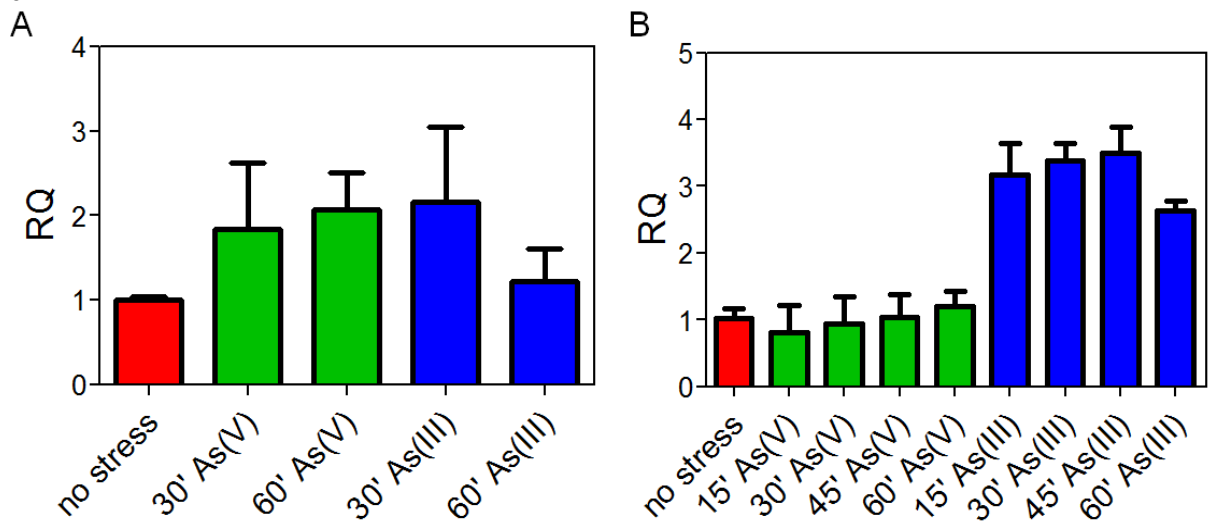 A
RQ
4
3
2
1
0
no stress
30' As(V)
60' As(V)
30' As(III)
60' As(III)
B
RQ
5
4
3
2
1
0
no stress
15' As(V)
30' As(V)
45' As(V)
60' As(V)
15' As(III)
30' As(III)
45' As(III)
60' As(III)